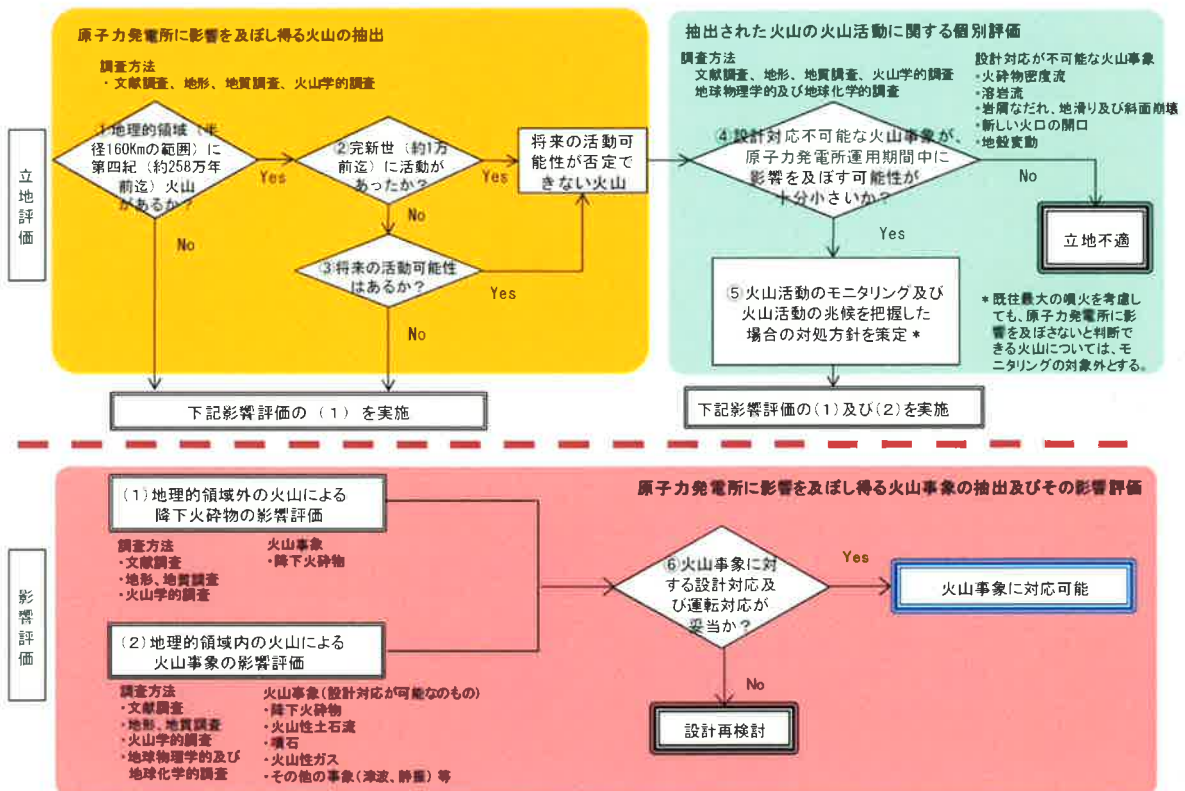 原子力発電所に影響を及ぼし得る火山の抽出
調査方法
・文献調査、地形、地質調査、火山学的調査
①地理的領域(半
径160Kmの範囲)に
第四紀(約258万年
前迄)火山
があるか?
Yes
No
②完新世(約1万
前迄)に活動が
あったか?
Yes
No
③将来の活動可能性
はあるか?
Yes
No
将来の活動可
能性が否定で
きない火山
立地評価
下記影響評価の(1)を実施
抽出された火山の火山活動に関する個別評価
調査方法
文献調査、地形、地質調査、火山学的調査
地球物理学的及び地球化学的調査
設計対応が不可能な火山事象
・火砕物密度流
・溶岩流
・岩屑なだれ、地滑り及び斜面崩壊
・新しい火口の開口
・地殻変動
④設計対応不可能な火山事象が、
原子力発電所運用期間中に
影響を及ぼす可能性が
十分小さいか?
No
Yes
立地不適
⑤火山活動のモニタリング及び
火山活動の兆候を把握した
場合の対処方針を策定*
*既往最大の噴火を考慮し
ても、原子力発電所に影
響を及ぼさないと判断で
きる火山については、モ
ニタリングの対象外とする。
下記影響評価の(1)及び(2)を実施
影響評価
原子力発電所に影響を及ぼし得る火山事象の抽出及びその影響評価
(1)地理的領域外の火山による
降下火砕物の影響評価
調査方法
・文献調査
・地形、地質調査
・火山学的調査
火山事象
・降下火砕物
(2)地理的領域内の火山による
火山事象の影響評価
調査方法
・文献調査
・地形、地質調査
・火山学的調査
・地球物理学的及び
地球化学的調査
火山事象(設計対応が可能なのもの)
・降下火砕物
・火山性土石流
・噴石
・火山性ガス
・その他の事象(津波、静振)等
⑥火山事象に対
する設計対応及
び運転対応が
妥当か?
Yes
No
火山事象に対応可能
設計再検討